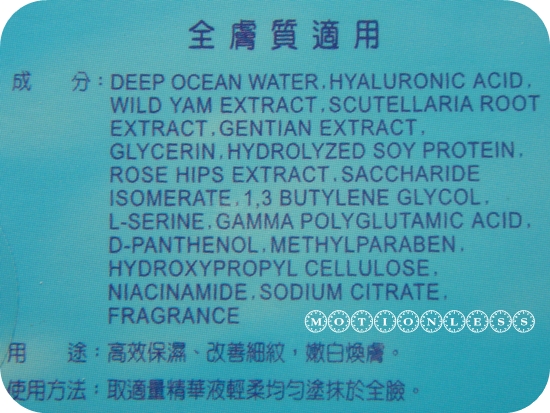 全膚質適用
成　　分：DEEP OCEAN WATER, HYALURONIC ACID,
WILD YAM EXTRACT, SCUTELLARIA ROOT
EXTRACT, GENTIAN EXTRACT,
GLYCERIN, HYDROLYZED SOY PROTEIN,
ROSE HIPS EXTRACT, SACCHARIDE
ISOMERATE, 1,3 BUTYLENE GLYCOL,
L-SERINE, GAMMA POLYGLUTAMIC ACID,
D-PANTHENOL, METHYLPARABEN,
HYDROXYPROPYL CELLULOSE,
NIACINAMIDE, SODIUM CITRATE,
FRAGRANCE
MOTIONLESS
用　　途：高效保濕、改善細紋，嫩白煥膚。
使用方法：取適量精華液輕柔均勻塗抹於全臉。